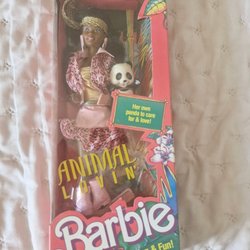 Her own
panda to care
for & love!
ANIMAL
LOVIN'
Barbie
& Fun!